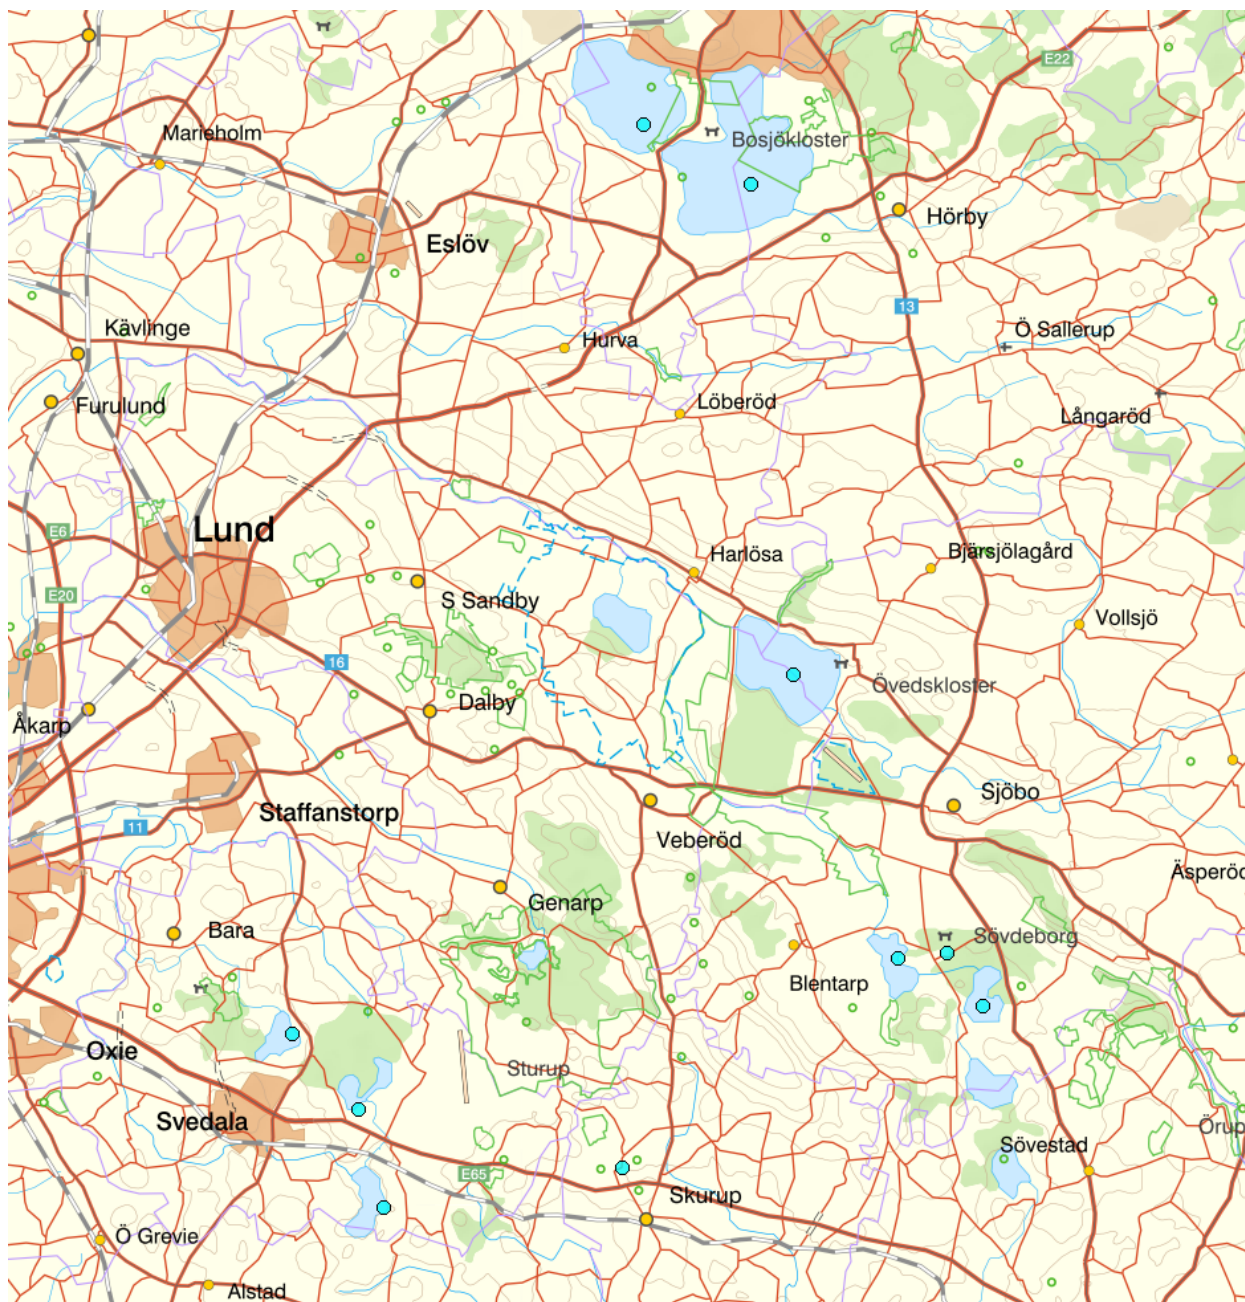 E22
Marieholm
Bosjökloster
Hörby
Eslöv
13
Kävlinge
Ö Sallerup
Hurva
Furulund
Löberöd
Långaröd
Lund
E6
Harlösa
Bjärsjölagård
E20
S Sandby
Vollsjö
16
Övedskloster
Åkarp
Dalby
Sjöbo
Staffanstorp
11
Veberöd
Äsperöd
Genarp
Bara
Sövdeborg
Blentarp
Oxie
Sturup
Svedala
Örup
Sövestad
E65
Skurup
Ö Grevie
Alstad